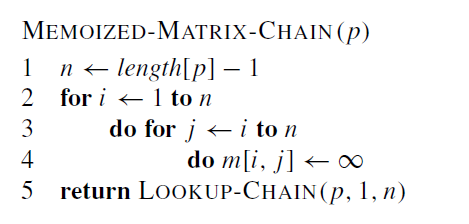 MEMOIZED-MATRIX-CHAIN(p)
1 n ← length[p] − 1
2 for i ← 1 to n
3 do for j ← i to n
4 do m[i, j] ← ∞
5 return LOOKUP-CHAIN(p, 1, n)